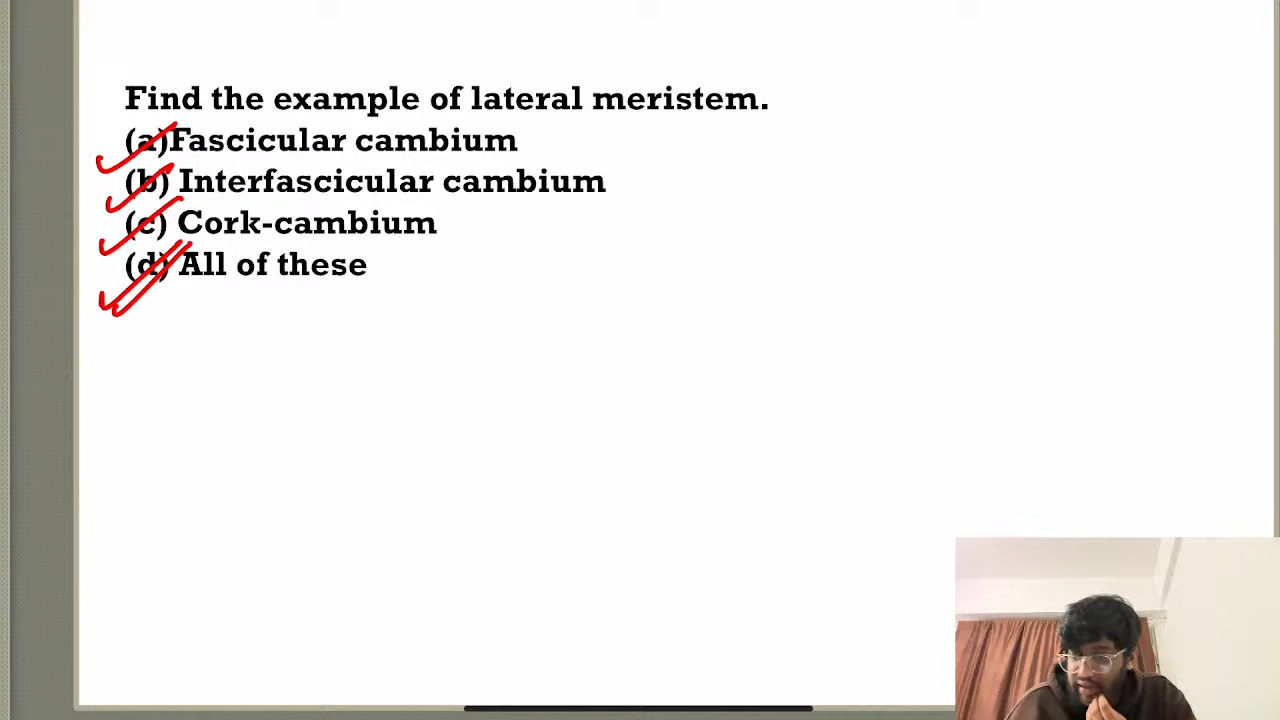 Find the example of lateral meristem.
(a)Fascicular cambium
(b) Interfascicular cambium
(c) Cork-cambium
(d) All of these